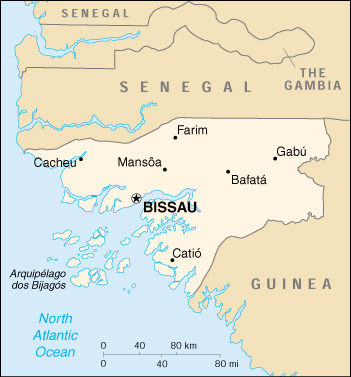 SENEGAL
SENEGAL
THE
GAMBIA
Farim
Cacheu
Mansôa
Gabú
Bafatá
BISSAU
Catió
Arquipélago
dos Bijagós
GUINEA
North
Atlantic
Ocean
0 40 80 km
0 40 80 mi